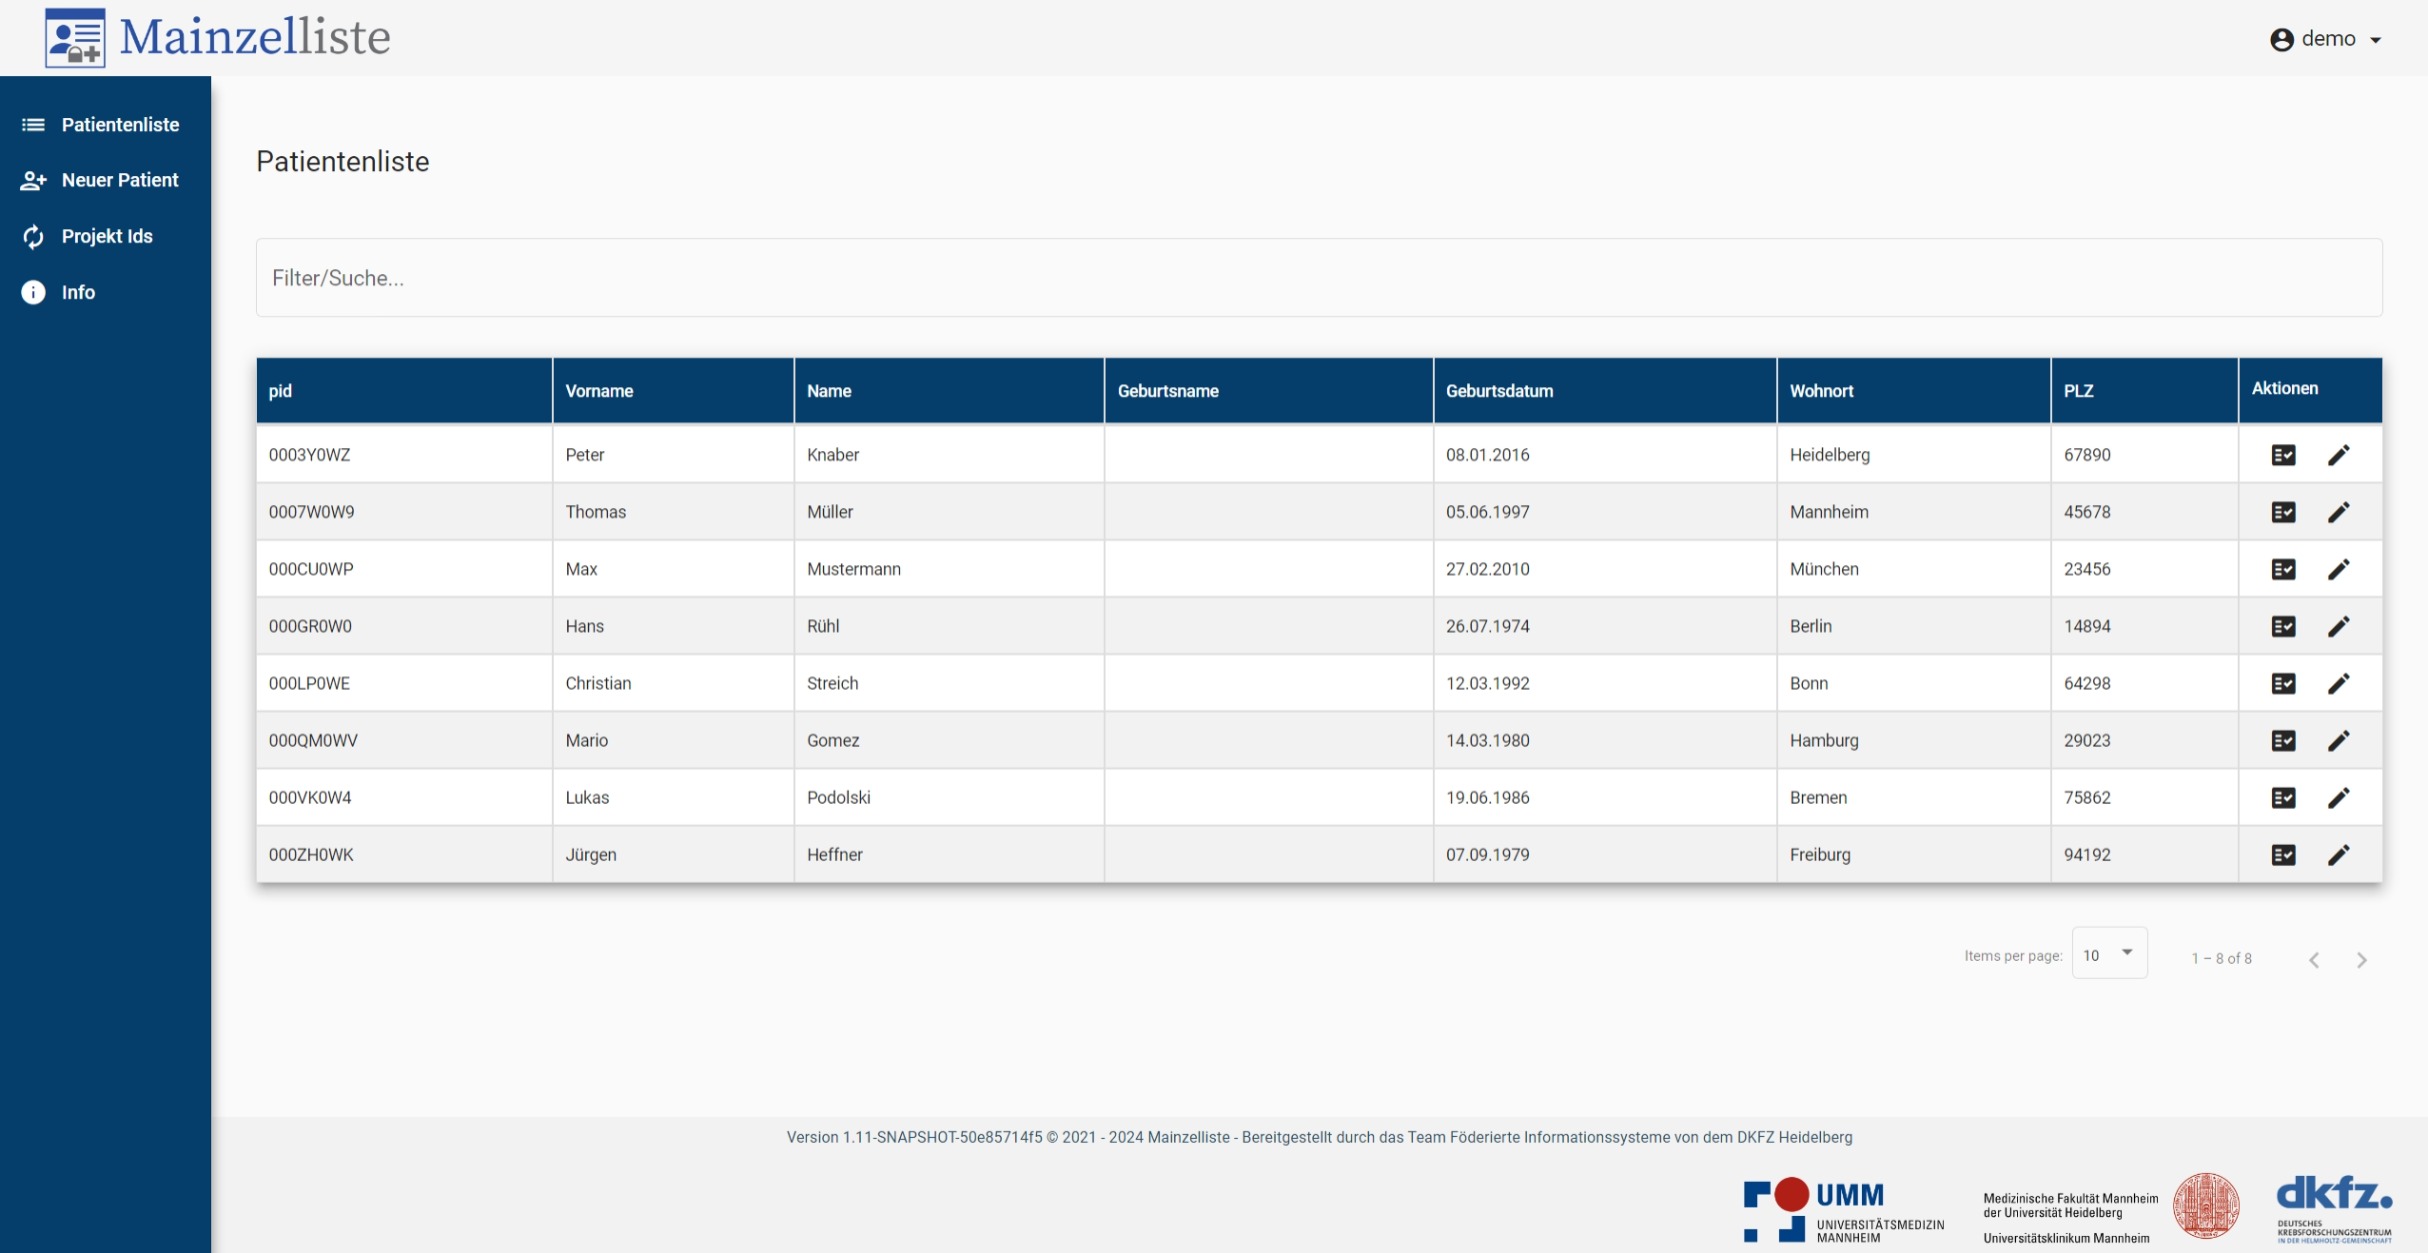 Mainzelliste
demo
Patientenliste
Neuer Patient
Projekt Ids
Info
Patientenliste
Filter/Suche...
pid Vorname Name Geburtsname Geburtsdatum Wohnort PLZ Aktionen
0003Y0WZ Peter Knaber 08.01.2016 Heidelberg 67890
0007W0W9 Thomas Müller 05.06.1997 Mannheim 45678
000CU0WP Max Mustermann 27.02.2010 München 23456
000GR0W0 Hans Rühl 26.07.1974 Berlin 14894
000LP0WE Christian Streich 12.03.1992 Bonn 64298
000QM0WV Mario Gomez 14.03.1980 Hamburg 29023
000VK0W4 Lukas Podolski 19.06.1986 Bremen 75862
000ZH0WK Jürgen Heffner 07.09.1979 Freiburg 94192
Items per page: 10 1 – 8 of 8
Version 1.11-SNAPSHOT-50e85714f5 © 2021 - 2024 Mainzelliste - Bereitgestellt durch das Team Föderierte Informationssysteme von dem DKFZ Heidelberg
UMM
UNIVERSITÄTSMEDIZIN
MANNHEIM
Medizinische Fakultät Mannheim
der Universität Heidelberg
Universitätsklinikum Mannheim
dkfz.
DEUTSCHES
KREBSFORSCHUNGSZENTRUM
IN DER HELMHOLTZ-GEMEINSCHAFT